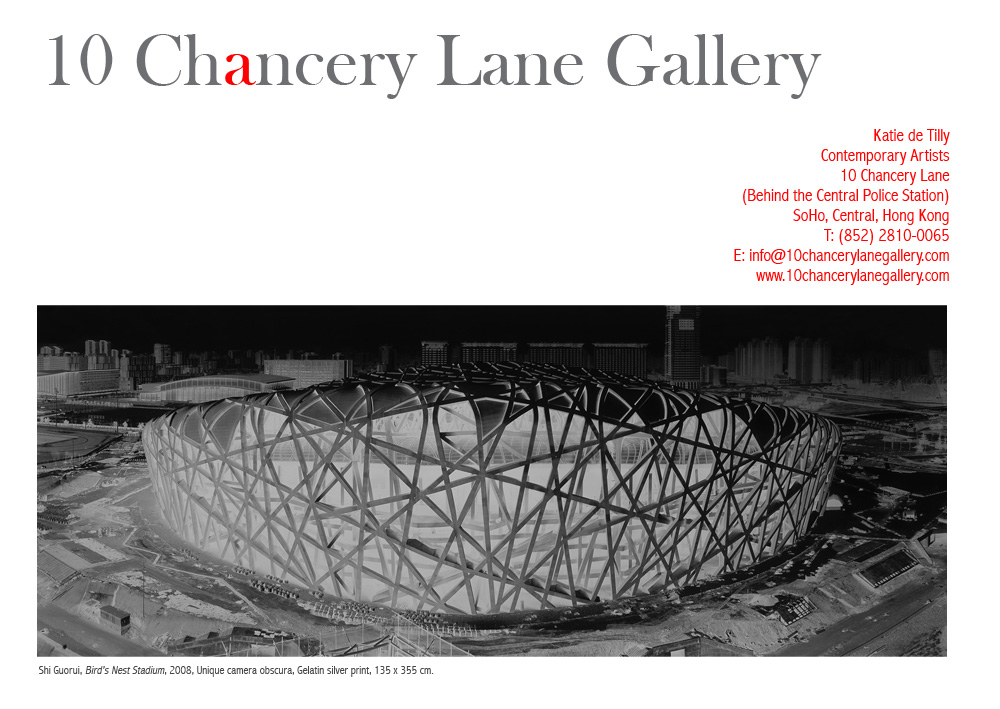 10 Chancery Lane Gallery
Katie de Tilly
Contemporary Artists
10 Chancery Lane
(Behind the Central Police Station)
SoHo, Central, Hong Kong
T: (852) 2810-0065
E: info@10chancerylanegallery.com
www.10chancerylanegallery.com
Shi Guorui, Bird's Nest Stadium, 2008, Unique camera obscura, Gelatin silver print, 135 x 355 cm.